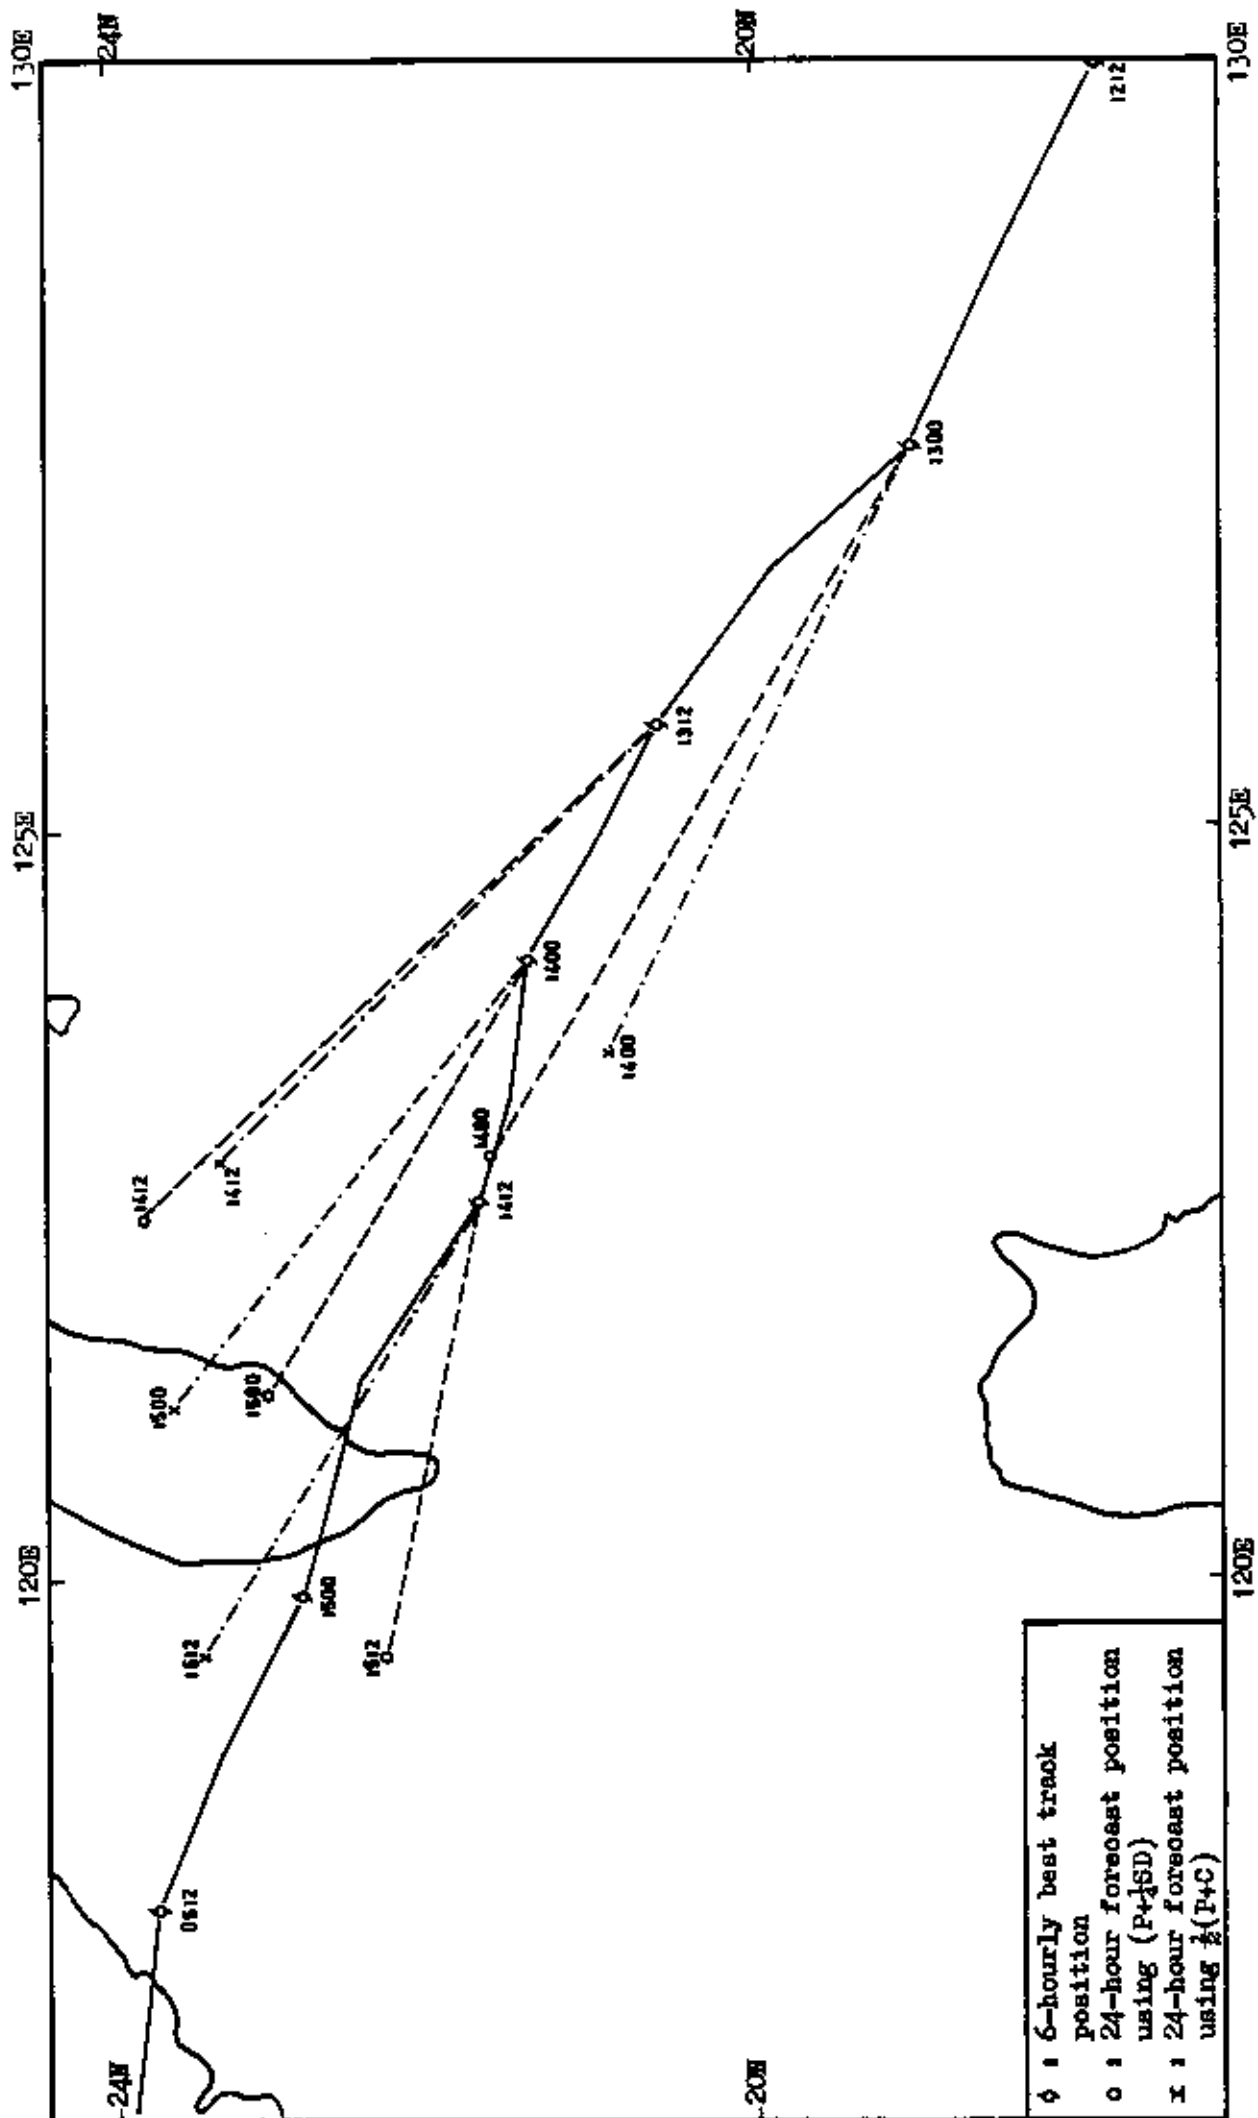 130E
24N
20N
130E
1212
1300
1312
125E
125E
1400
1400
1400
1412
1412
1412
1500
1500
1512
1512
1500
120E
120E
0512
24N
20N
ϕ : 6-hourly best track
position
o : 24-hour forecast position
using (P+½SD)
x : 24-hour forecast position
using ½(P+C)